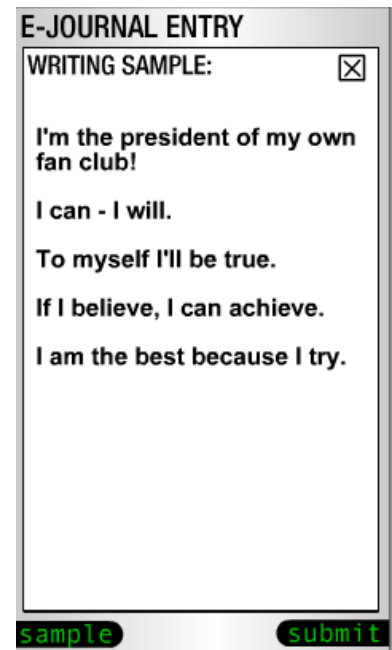 E-JOURNAL ENTRY
WRITING SAMPLE:
I'm the president of my own
fan club!
I can - I will.
To myself I'll be true.
If I believe, I can achieve.
I am the best because I try.
sample
submit